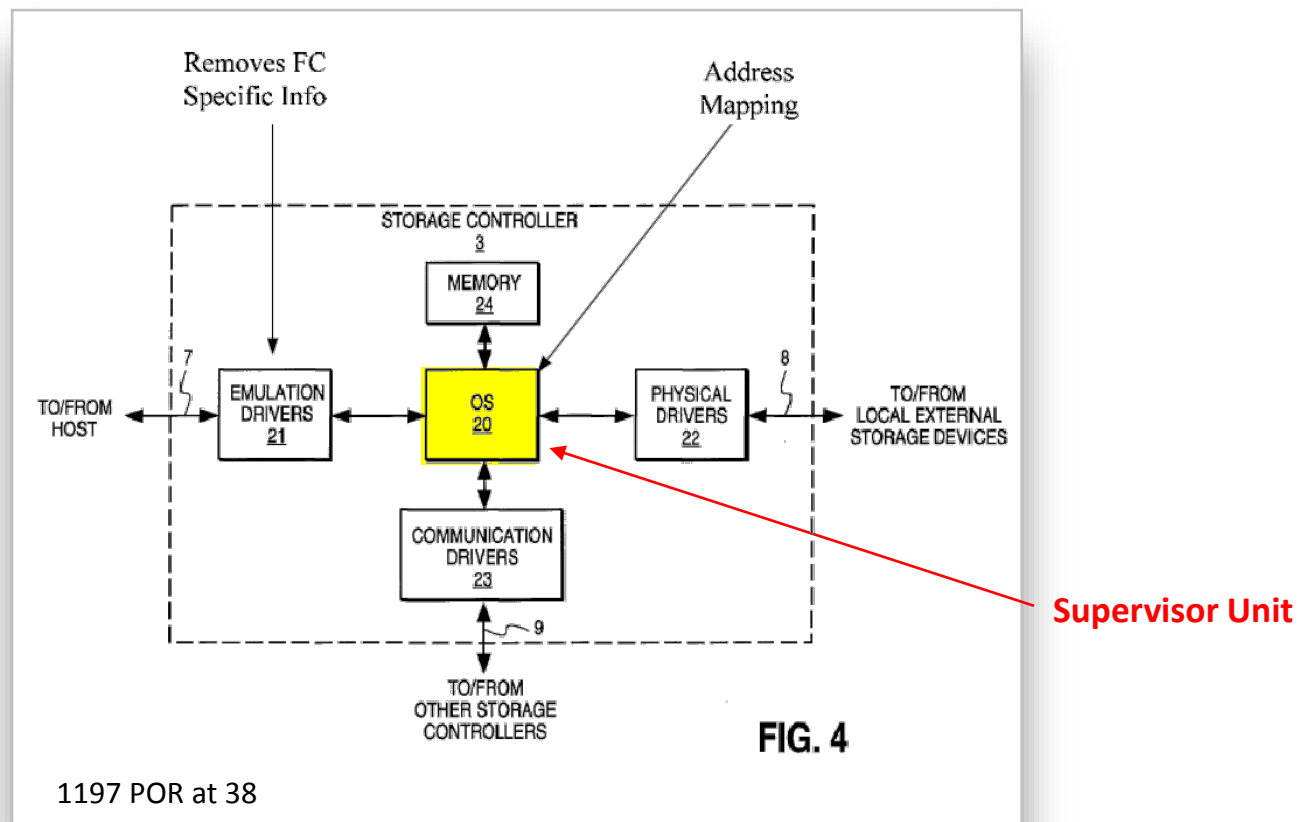 Removes FC
Specific Info
Address
Mapping
STORAGE CONTROLLER
3
MEMORY
24
7
8
EMULATION
DRIVERS
21
OS
20
PHYSICAL
DRIVERS
22
TO/FROM
HOST
TO/FROM
LOCAL EXTERNAL
STORAGE DEVICES
COMMUNICATION
DRIVERS
23
Supervisor Unit
9
TO/FROM
OTHER STORAGE
CONTROLLERS
FIG. 4
1197 POR at 38